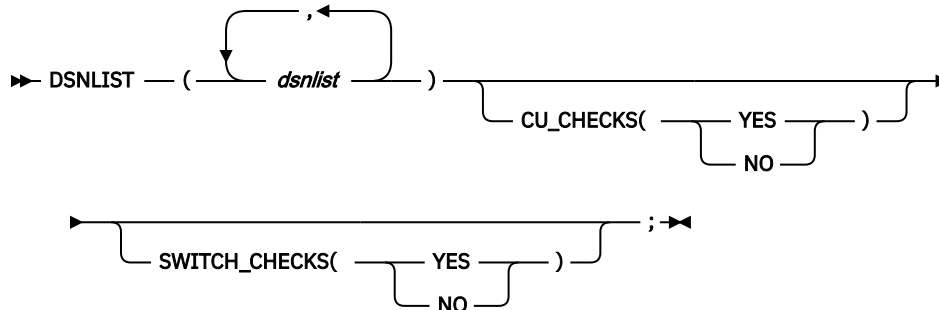 ,
DSNLIST ( dsnlist )
CU_CHECKS( YES )
NO
SWITCH_CHECKS( YES ) ;
NO